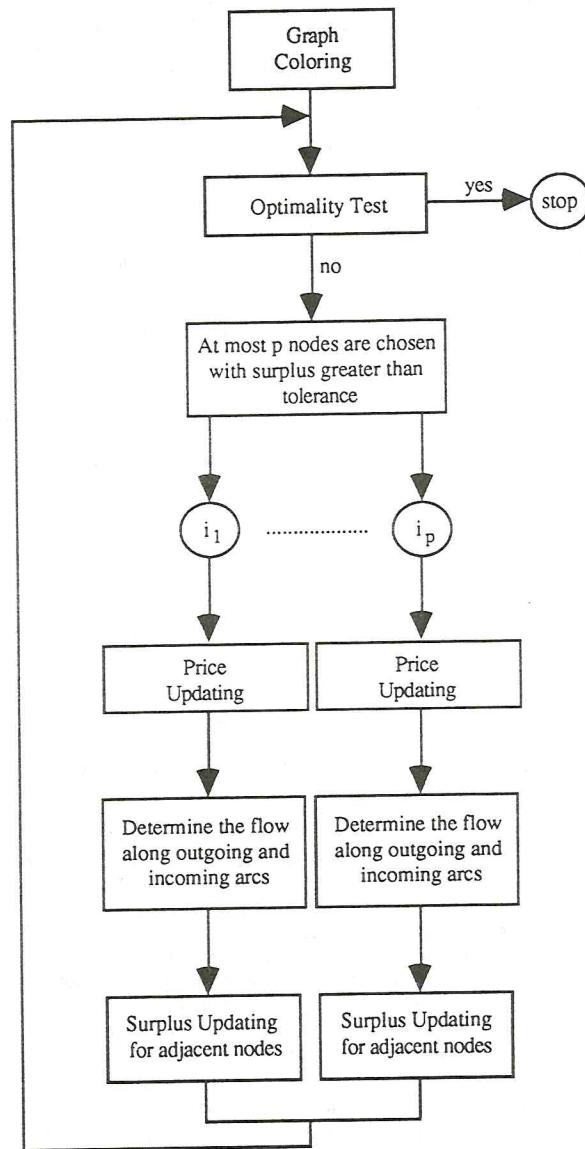 Graph
Coloring
Optimality Test
yes
stop
no
At most p nodes are chosen
with surplus greater than
tolerance
i1 ................... ip
Price
Updating
Price
Updating
Determine the flow
along outgoing and
incoming arcs
Determine the flow
along outgoing and
incoming arcs
Surplus Updating
for adjacent nodes
Surplus Updating
for adjacent nodes